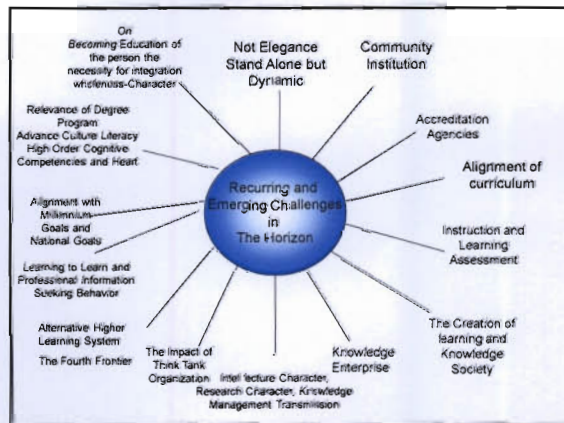 On
Becoming Education of
the person the
necessity for integration
wholeness-Character
Not Elegance
Stand Alone but
Dynamic
Community
Institution
Relevance of Degree
Program
Advance Culture Literacy
High Order Cognitive
Competencies and Heart
Accreditation
Agencies
Alignment of
curriculum
Recurring and
Emerging Challenges
in
The Horizon
Alignment with
Millinnium
Goals and
National Goals
Instruction and
Learning
Assessment
Learning to Learn and
Professional Information
Seeking Behavior
The Creation of
learning and
Knowledge
Society
Alternative Higher
Learning System
The Fourth Frontier
The Impact of
Think Tank
Organization
Intellecture Character,
Research Character, Knowledge
Management Transmission
Knowledge
Enterprise